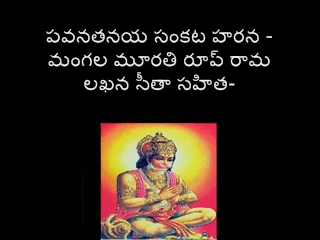 పవనతనయ సంకట హరన -
మంగల మూరతి రూప్ రామ
లఖన సీతా సహిత-